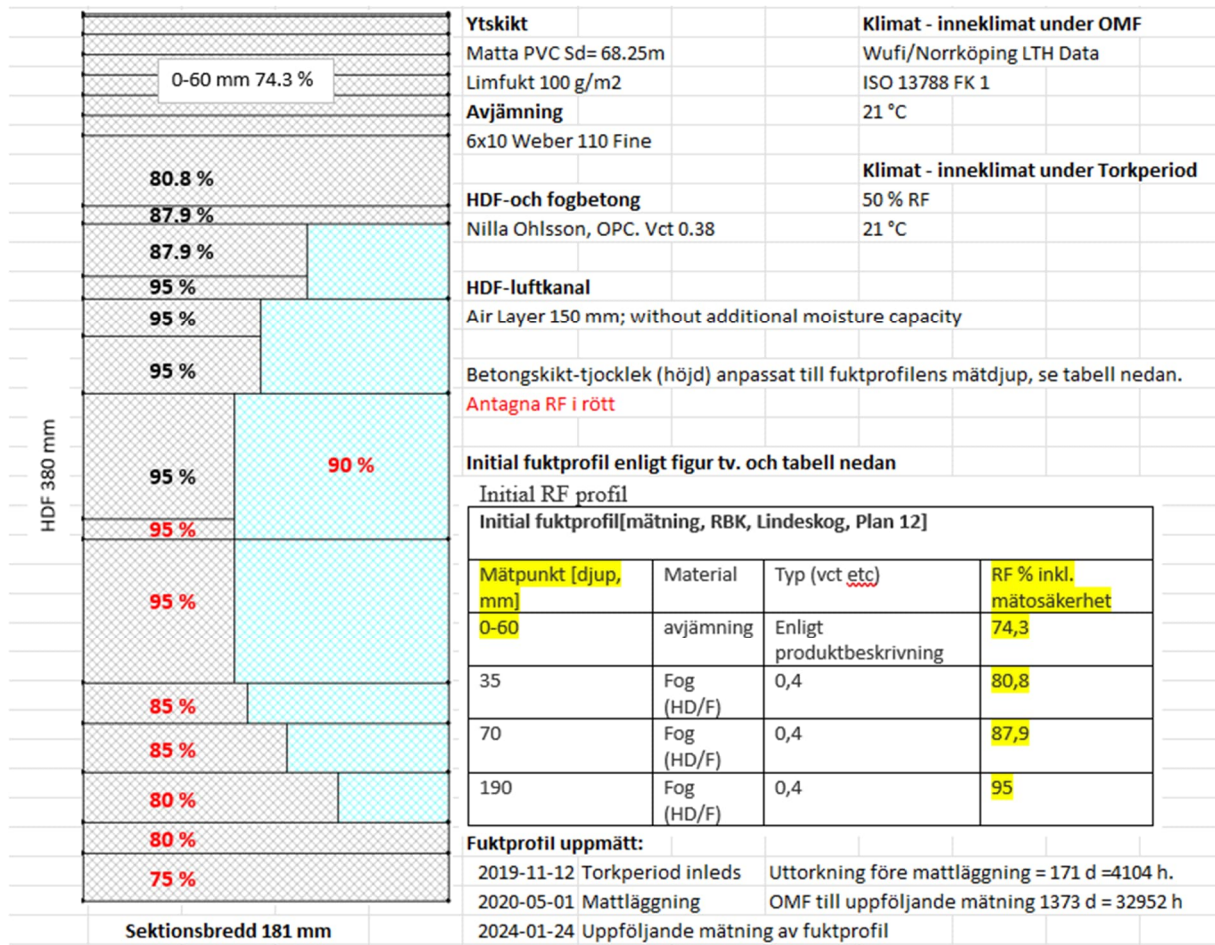 0-60 mm 74.3 %
80.8 %
87.9 %
87.9 %
95 %
95 %
95 %
95 %
90 %
95 %
95 %
85 %
85 %
80 %
80 %
75 %
HDF 380 mm
Sektionsbredd 181 mm
Ytskikt
Matta PVC Sd= 68.25m
Limfukt 100 g/m2
Avjämning
6x10 Weber 110 Fine
HDF-och fogbetong
Nilla Ohlsson, OPC. Vct 0.38
HDF-luftkanal
Air Layer 150 mm; without additional moisture capacity
Klimat - inneklimat under OMF
Wufi/Norrköping LTH Data
ISO 13788 FK 1
21 °C
Klimat - inneklimat under Torkperiod
50 % RF
21 °C
Betongskikt-tjocklek (höjd) anpassat till fuktprofilens mätdjup, se tabell nedan.
Antagna RF i rött
Initial fuktprofil enligt figur tv. och tabell nedan
Initial RF profil
Initial fuktprofil[mätning, RBK, Lindeskog, Plan 12]
Mätpunkt [djup, mm] Material Typ (vct etc) RF % inkl. mätosäkerhet
0-60 avjämning Enligt produktbeskrivning 74,3
35 Fog (HD/F) 0,4 80,8
70 Fog (HD/F) 0,4 87,9
190 Fog (HD/F) 0,4 95
Fuktprofil uppmätt:
2019-11-12 Torkperiod inleds Uttorkning före mattläggning = 171 d =4104 h.
2020-05-01 Mattläggning OMF till uppföljande mätning 1373 d = 32952 h
2024-01-24 Uppföljande mätning av fuktprofil